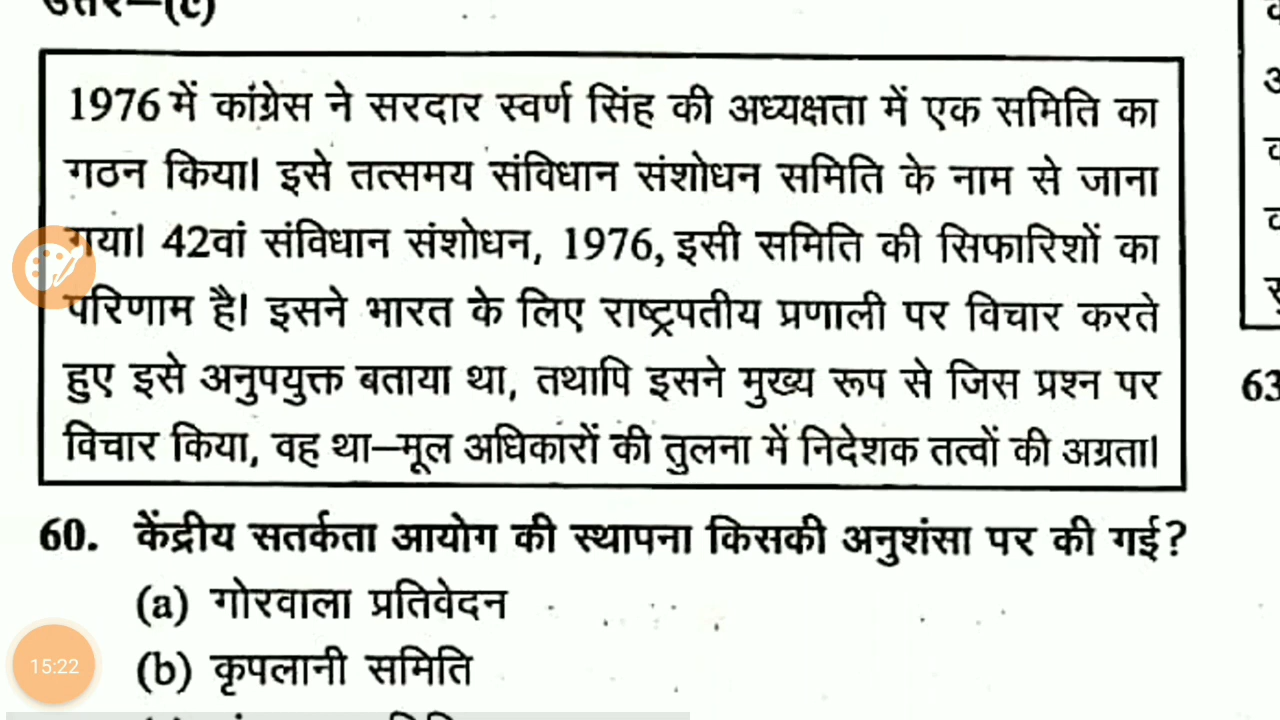 उत्तर—(c)
1976 में कांग्रेस ने सरदार स्वर्ण सिंह की अध्यक्षता में एक समिति का
गठन किया। इसे तत्समय संविधान संशोधन समिति के नाम से जाना
गया। 42वां संविधान संशोधन, 1976, इसी समिति की सिफारिशों का
परिणाम है। इसने भारत के लिए राष्ट्रपतीय प्रणाली पर विचार करते
हुए इसे अनुपयुक्त बताया था, तथापि इसने मुख्य रूप से जिस प्रश्न पर
विचार किया, वह था—मूल अधिकारों की तुलना में निदेशक तत्वों की अग्रता।
60. केंद्रीय सतर्कता आयोग की स्थापना किसकी अनुशंसा पर की गई?
(a) गोरवाला प्रतिवेदन
(b) कृपलानी समिति
15:22
63